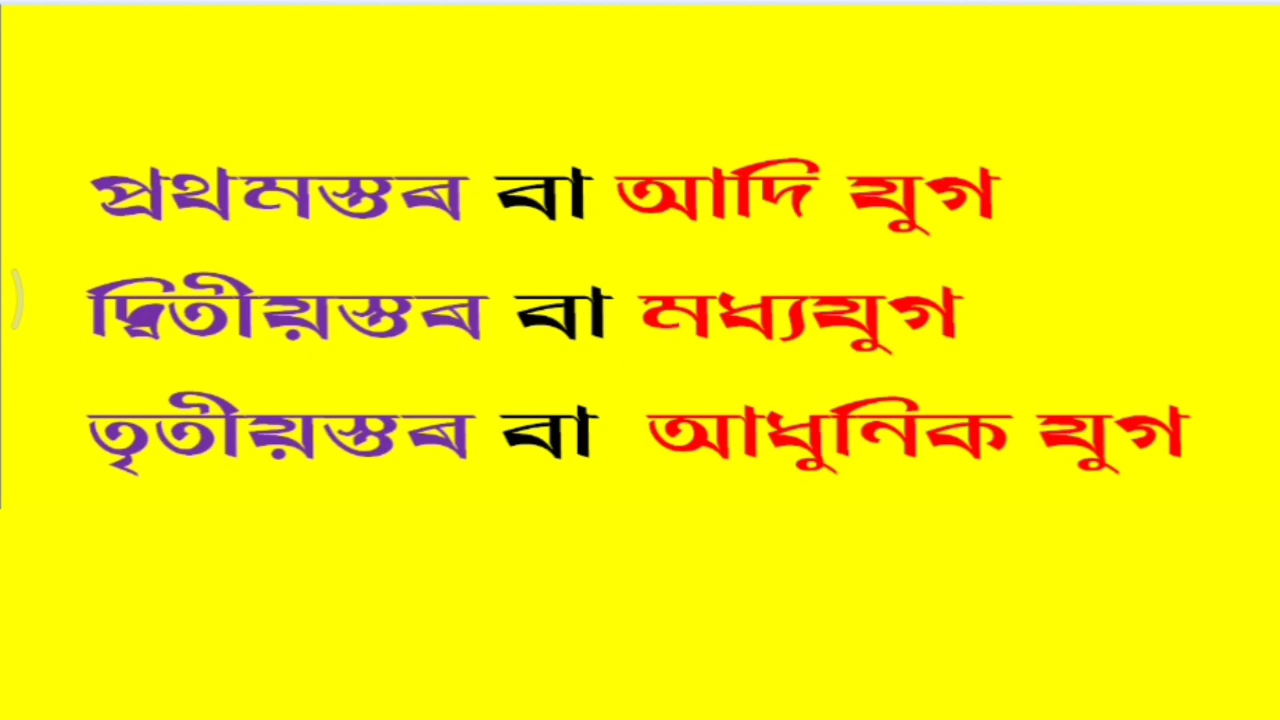 প্ৰথমস্তৰ বা আদি যুগ
দ্বিতীয়স্তৰ বা মধ্যযুগ
তৃতীয়স্তৰ বা আধুনিক যুগ